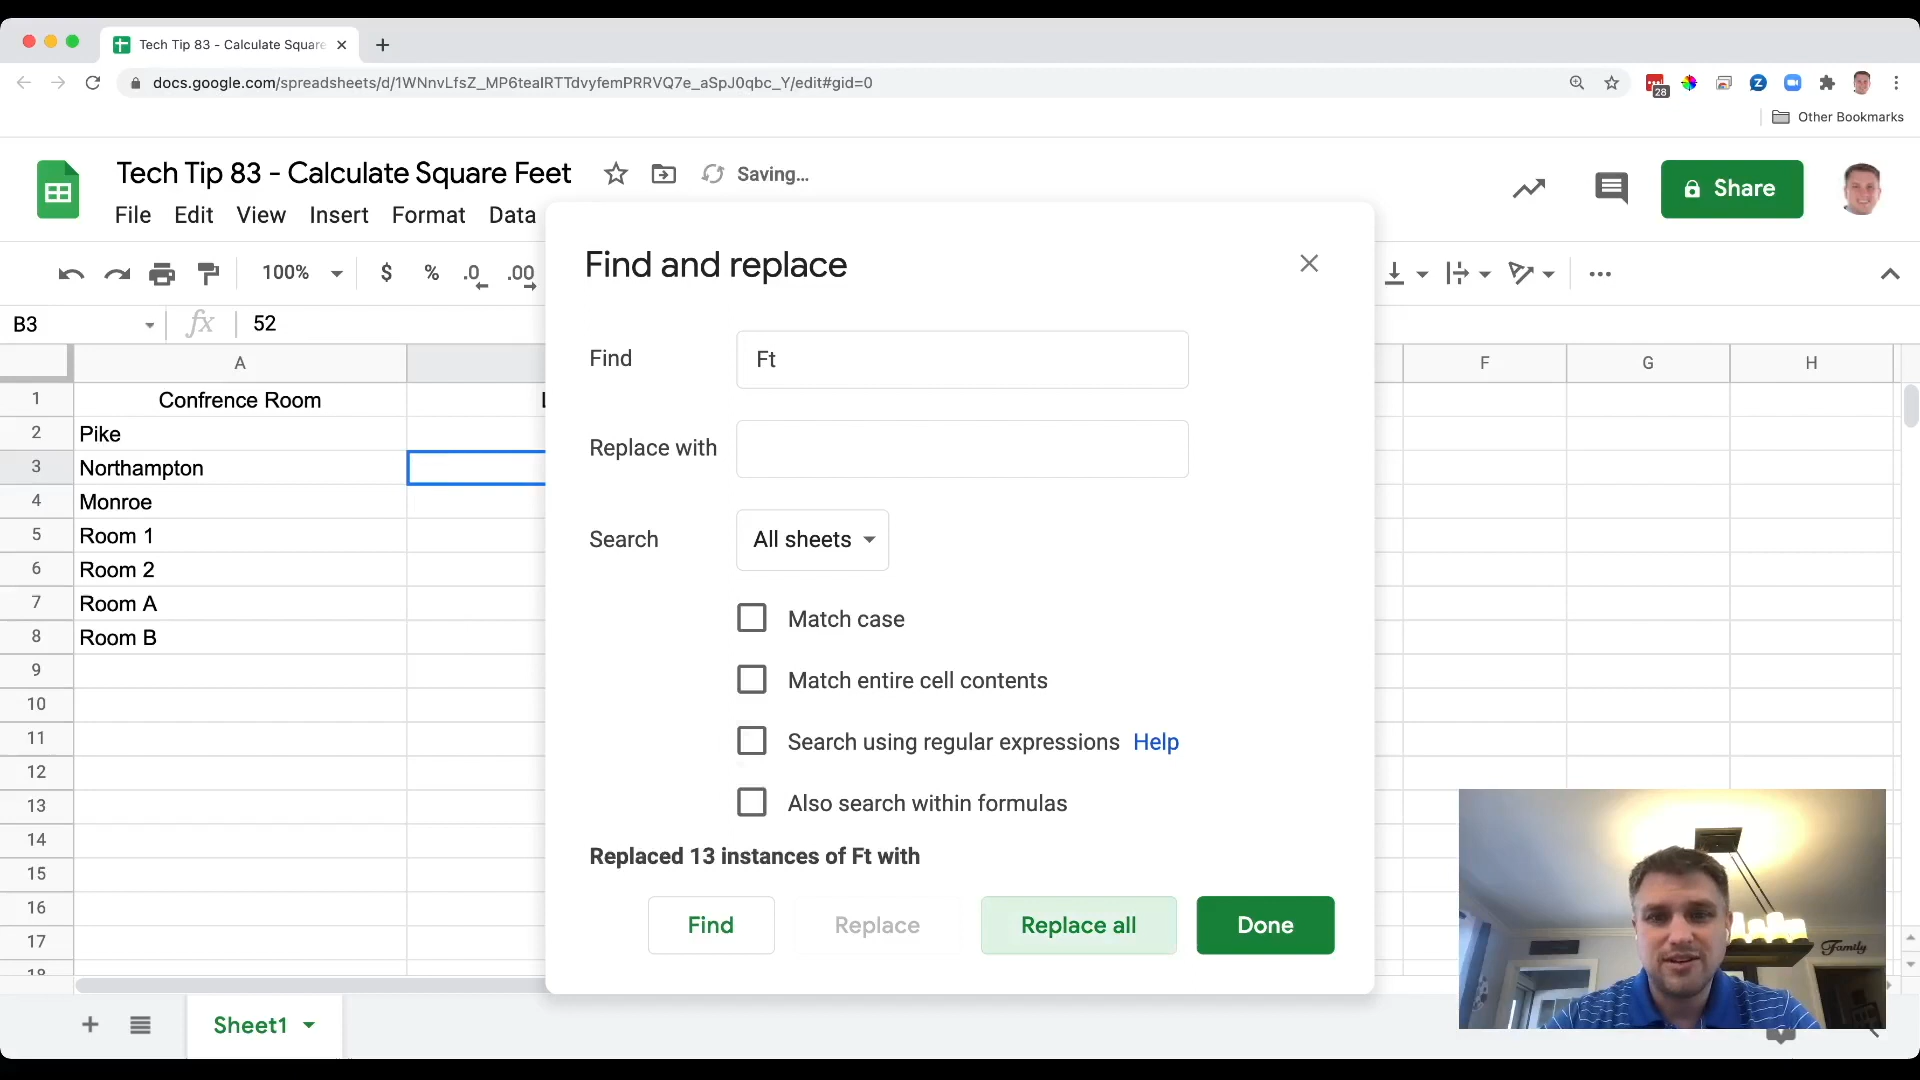 Tech Tip 83 - Calculate Square
docs.google.com/spreadsheets/d/1WNnvLfsZ_MP6tealRTTdvyfemPRRVQ7e_aSpJ0qbc_Y/edit#gid=0
28
Z
Other Bookmarks
Tech Tip 83 - Calculate Square Feet
Saving...
File Edit View Insert Format Data
Share
100% $ % .0 .00
B3
fx
52
A F G H
1 Confrence Room
2 Pike
3 Northampton
4 Monroe
5 Room 1
6 Room 2
7 Room A
8 Room B
9
10
11
12
13
14
15
16
17
18
Find and replace
Find Ft
Replace with
Search All sheets
Match case
Match entire cell contents
Search using regular expressions Help
Also search within formulas
Replaced 13 instances of Ft with
Find Replace Replace all Done
Family
Sheet1